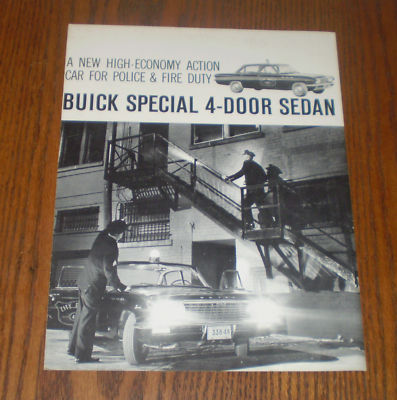 A NEW HIGH-ECONOMY ACTION
CAR FOR POLICE & FIRE DUTY
BUICK SPECIAL 4-DOOR SEDAN